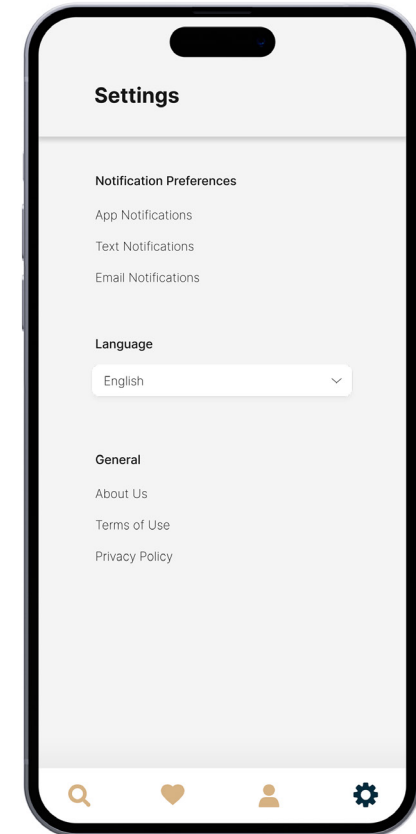 Settings
Notification Preferences
App Notifications
Text Notifications
Email Notifications
Language
English
General
About Us
Terms of Use
Privacy Policy